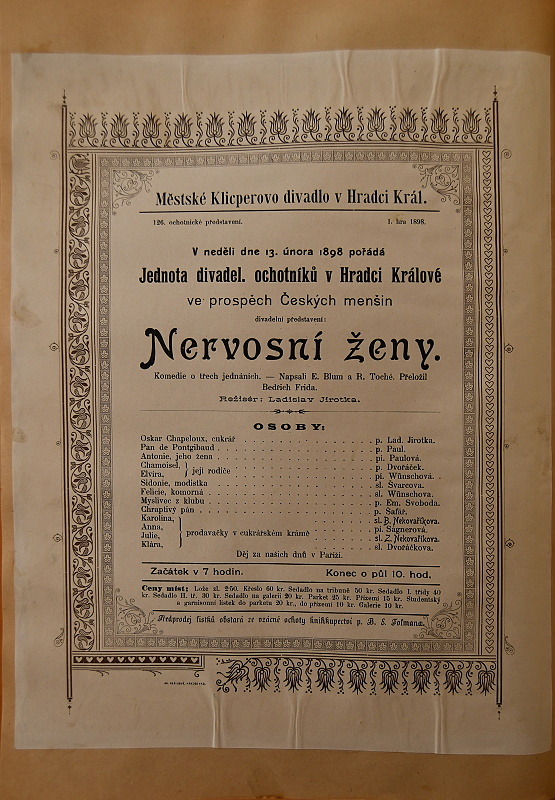 Městské Klicperovo divadlo v Hradci Král.
126. ochotnické představení. 1. hra 1898.
V neděli dne 13. února 1898 pořádá
Jednota divadel. ochotníků v Hradci Králové
ve prospěch Českých menšin
divadelní představení:
Nervosní ženy.
Komedie o třech jednáních. — Napsali E. Blum a R. Toché. Přeložil
Bedřich Frida.
Režisér: Ladislav Jirotka.
OSOBY:
Oskar Chapeloux, cukrář . . . . . p. Lad. Jirotka.
Pan de Pontgibaud . . . . . p. Paul.
Antonie, jeho žena . . . . . pí. Paulová.
Chamoisel, } její rodiče . . . . . p. Dvořáček.
Elvira, } . . . . . pí. Wünschová.
Sidonie, modistka . . . . . sl. Švarcova.
Felicie, komorná . . . . . sl. Wünschova.
Myslivec z klubu . . . . . p. Em. Svoboda.
Chraptivý pán . . . . . p. Šafář.
Karolina, } sl. B. Nekovaříkova.
Anna, } prodavačky v cukrářském krámě . . . pí. Ságnerová.
Julie, } sl. Z. Nekovaříkova.
Klára, } sl. Dvořáčkova.
Děj za našich dnů v Paříži.
Začátek v 7 hodin. Konec o půl 10. hod.
Ceny míst: Lože zl. 2·50. Křeslo 60 kr. Sedadlo na tribuně 50 kr. Sedadlo I. třídy 40
kr. Sedadlo II. tř. 30 kr. Sedadlo na galerii 20 kr. Parket 25 kr. Přízemí 15 kr. Studentský
a garnisonní lístek do parketu 20 kr., do přízemí 10 kr. Galerie 10 kr.
Předprodej lístků obstará ze vzácné ochoty knihkupectví p. B. E. Tolmana.